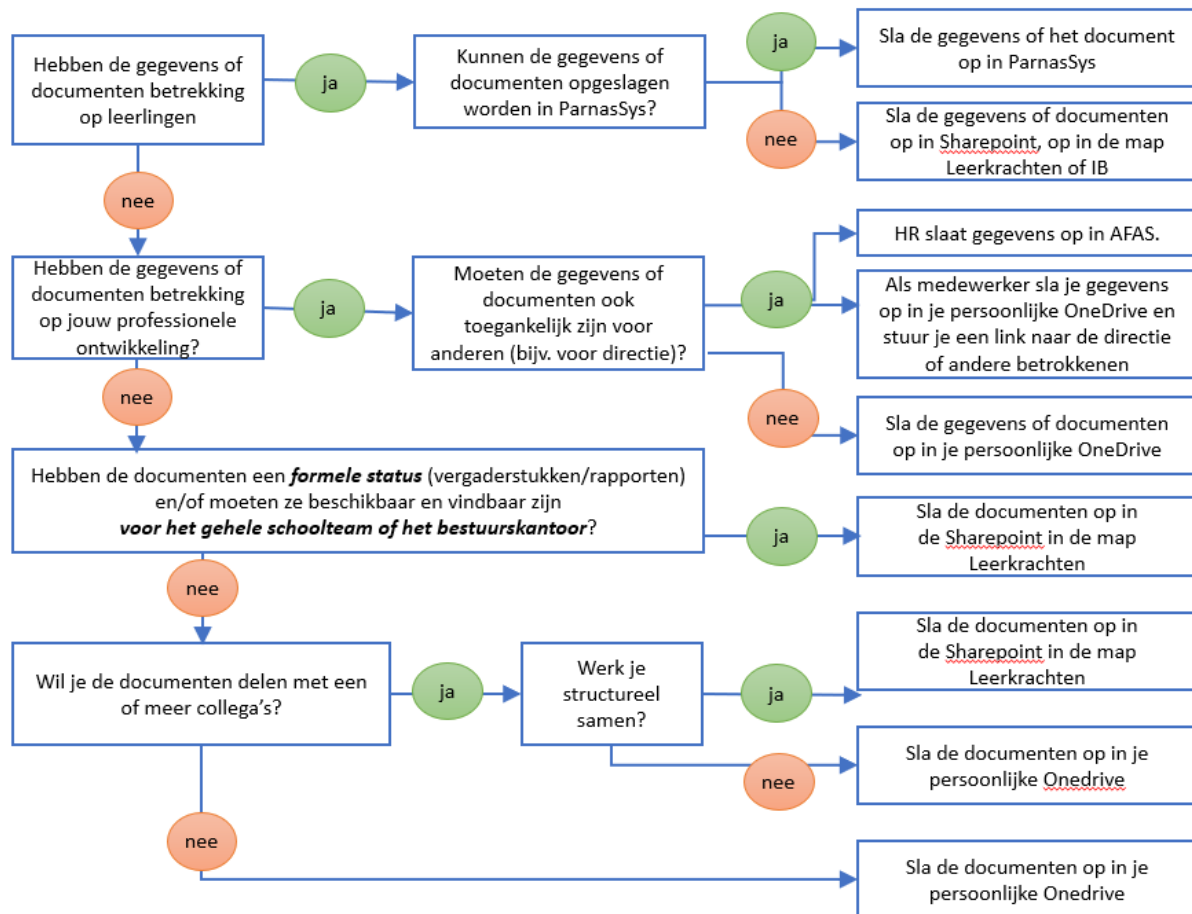 Hebben de gegevens of
documenten betrekking
op leerlingen
ja
Kunnen de gegevens of
documenten opgeslagen
worden in ParnasSys?
ja
Sla de gegevens of het document
op in ParnasSys
nee
Sla de gegevens of documenten
op in Sharepoint, op in de map
Leerkrachten of IB
nee
Hebben de gegevens of
documenten betrekking
op jouw professionele
ontwikkeling?
ja
Moeten de gegevens of
documenten ook
toegankelijk zijn voor
anderen (bijv. voor directie)?
ja
HR slaat gegevens op in AFAS.
Als medewerker sla je gegevens
op in je persoonlijke OneDrive en
stuur je een link naar de directie
of andere betrokkenen
nee
Sla de gegevens of documenten
op in je persoonlijke OneDrive
nee
Hebben de documenten een formele status (vergaderstukken/rapporten)
en/of moeten ze beschikbaar en vindbaar zijn
voor het gehele schoolteam of het bestuurskantoor?
ja
Sla de documenten op in
de Sharepoint in de map
Leerkrachten
nee
Wil je de documenten delen met een
of meer collega's?
ja
Werk je
structureel
samen?
ja
Sla de documenten op in
de Sharepoint in de map
Leerkrachten
nee
Sla de documenten op in je
persoonlijke Onedrive
nee
Sla de documenten op in je
persoonlijke Onedrive